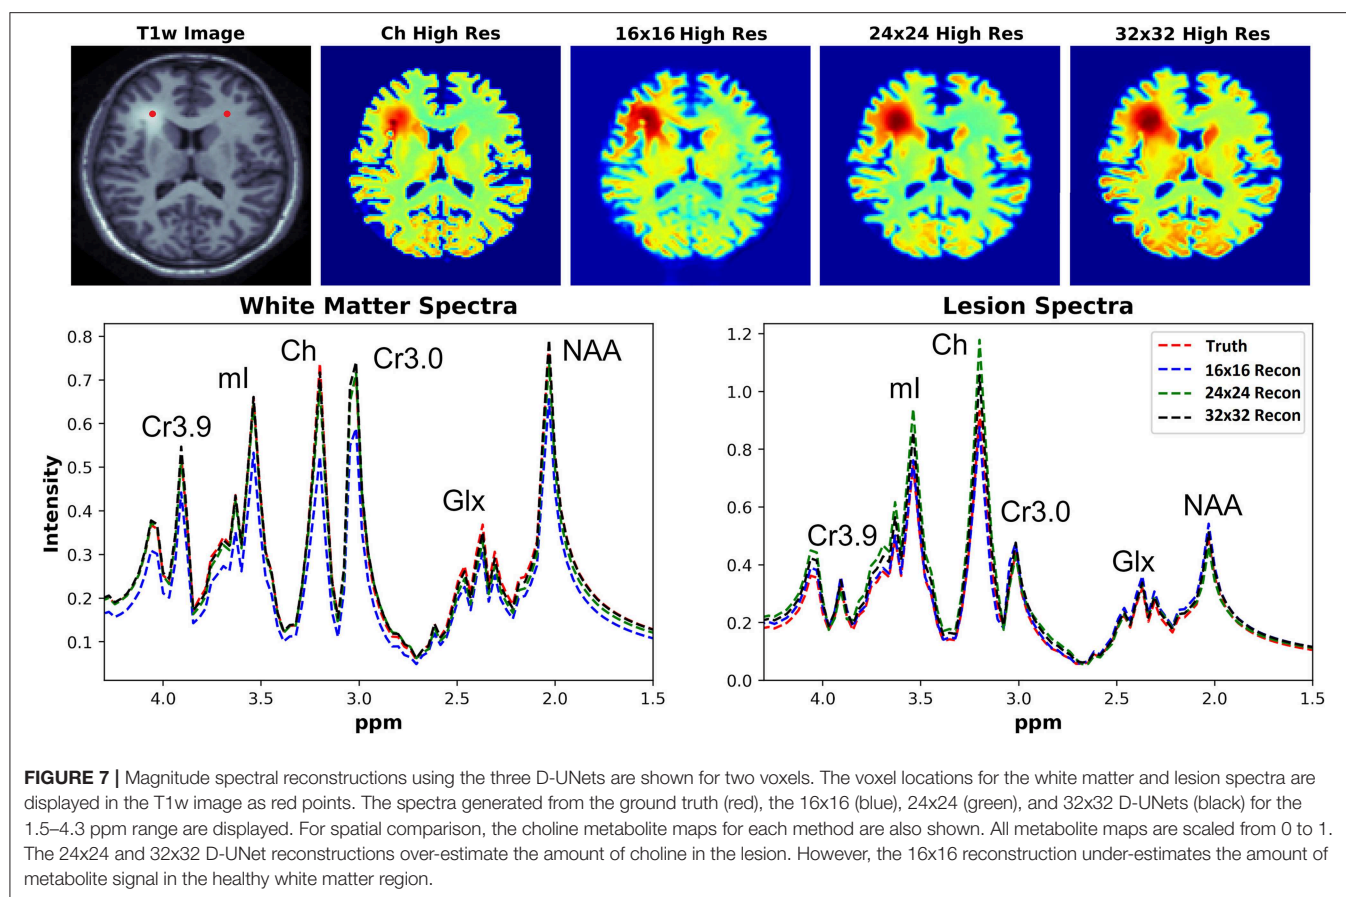 T1w Image
Ch High Res
16x16 High Res
24x24 High Res
32x32 High Res
White Matter Spectra
Lesion Spectra
0.8
0.7
0.6
0.5
0.4
0.3
0.2
0.1
Intensity
Cr3.9
mI
Ch
Cr3.0
Glx
NAA
4.0
3.5
3.0
2.5
2.0
1.5
ppm
1.2
1.0
0.8
0.6
0.4
0.2
0.0
Cr3.9
mI
Ch
Cr3.0
Glx
NAA
Truth
16x16 Recon
24x24 Recon
32x32 Recon
4.0
3.5
3.0
2.5
2.0
1.5
ppm
FIGURE 7 | Magnitude spectral reconstructions using the three D-UNets are shown for two voxels. The voxel locations for the white matter and lesion spectra are
displayed in the T1w image as red points. The spectra generated from the ground truth (red), the 16x16 (blue), 24x24 (green), and 32x32 D-UNets (black) for the
1.5–4.3 ppm range are displayed. For spatial comparison, the choline metabolite maps for each method are also shown. All metabolite maps are scaled from 0 to 1.
The 24x24 and 32x32 D-UNet reconstructions over-estimate the amount of choline in the lesion. However, the 16x16 reconstruction under-estimates the amount of
metabolite signal in the healthy white matter region.